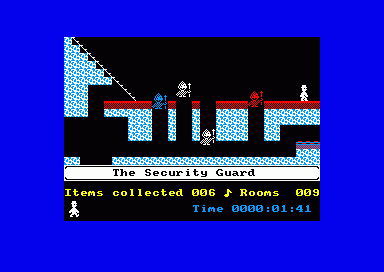 The Security Guard
Items collected 006 ♪ Rooms 009
Time 0000:01:41